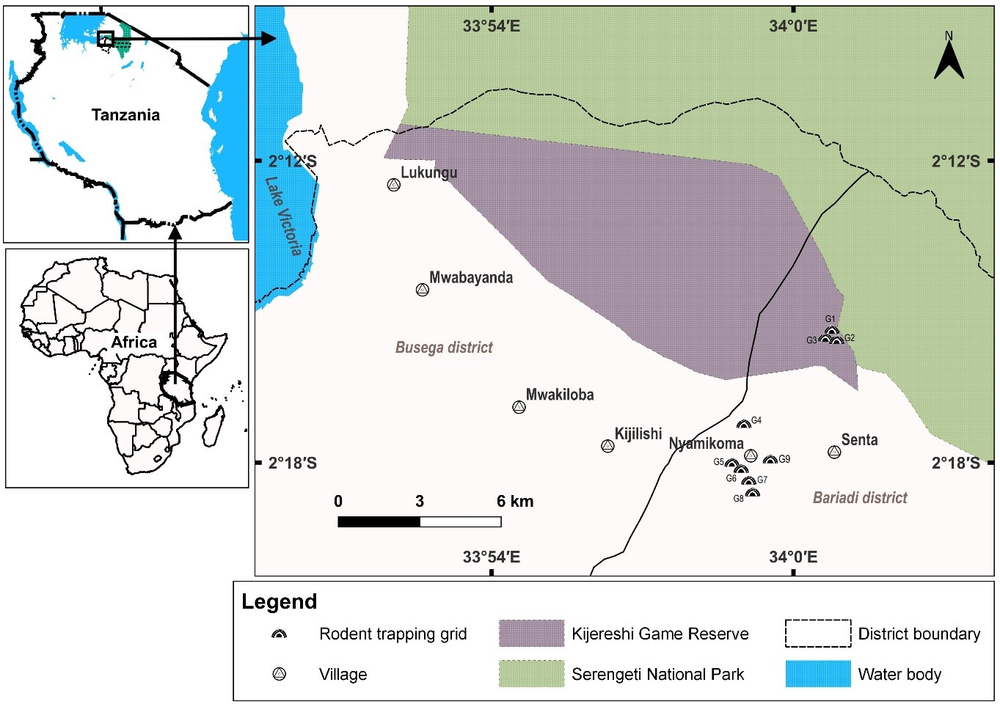 Tanzania
Africa
33°54′E
34°0′E
N
2°12′S
2°12′S
Lukungu
Lake Victoria
Mwabayanda
Busega district
G1
G3
G2
Mwakiloba
G4
Kijilishi
Nyamikoma
Senta
2°18′S
G5
G9
2°18′S
G6
G7
G8
Bariadi district
0 3 6 km
33°54′E
34°0′E
Legend
Rodent trapping grid
Kijereshi Game Reserve
District boundary
Village
Serengeti National Park
Water body